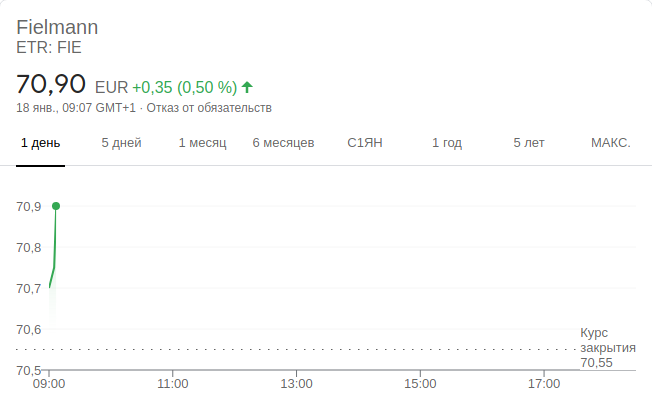 Fielmann
ETR: FIE
70,90 EUR +0,35 (0,50 %)
18 янв., 09:07 GMT+1 · Отказ от обязательств
1 день 5 дней 1 месяц 6 месяцев С1ЯН 1 год 5 лет МАКС.
70,9
70,8
70,7
70,6
Курс
закрытия
70,55
70,5
09:00 11:00 13:00 15:00 17:00